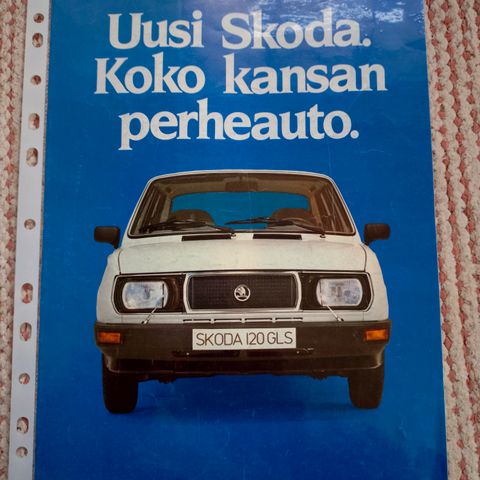 Uusi Skoda.
Koko kansan
perheauto.
SKODA 120 GLS